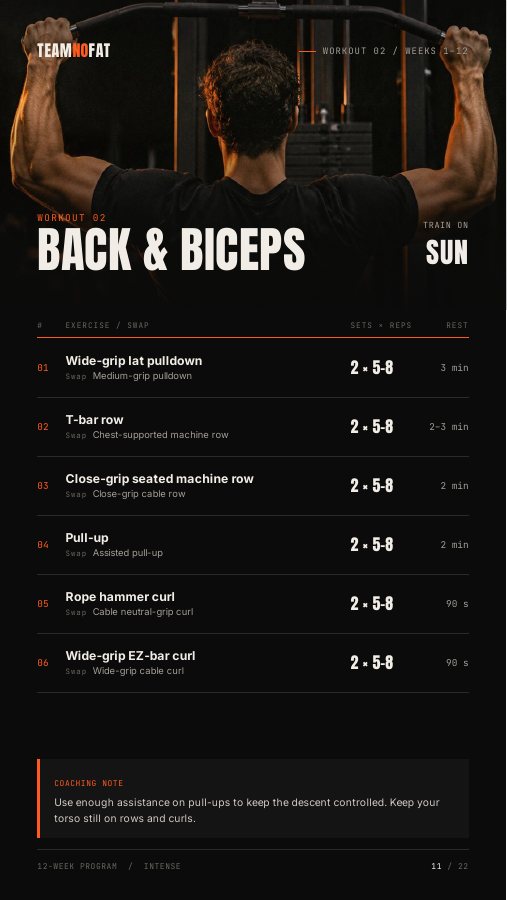 TEAMNOFAT
WORKOUT 02 / WEEKS 1–12
WORKOUT 02
BACK & BICEPS
TRAIN ON
SUN
# EXERCISE / SWAP SETS × REPS REST
01 Wide-grip lat pulldown 2 × 5-8 3 min
Swap Medium-grip pulldown
02 T-bar row 2 × 5-8 2–3 min
Swap Chest-supported machine row
03 Close-grip seated machine row 2 × 5-8 2 min
Swap Close-grip cable row
04 Pull-up 2 × 5-8 2 min
Swap Assisted pull-up
05 Rope hammer curl 2 × 5-8 90 s
Swap Cable neutral-grip curl
06 Wide-grip EZ-bar curl 2 × 5-8 90 s
Swap Wide-grip cable curl
COACHING NOTE
Use enough assistance on pull-ups to keep the descent controlled. Keep your
torso still on rows and curls.
12-WEEK PROGRAM / INTENSE 11 / 22